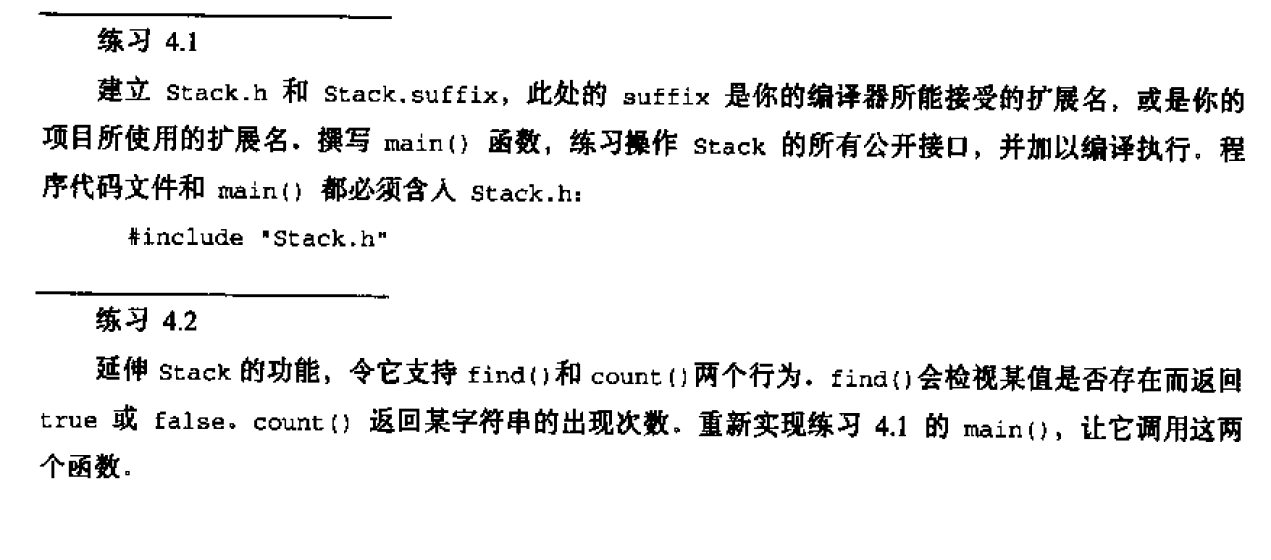 练习 4.1
建立 Stack.h 和 Stack.suffix，此处的 suffix 是你的编译器所能接受的扩展名，或是你的
项目所使用的扩展名。撰写 main() 函数，练习操作 Stack 的所有公开接口，并加以编译执行。程
序代码文件和 main() 都必须含入 Stack.h：
#include "Stack.h"
练习 4.2
延伸 Stack 的功能，令它支持 find()和 count()两个行为。find()会检视某值是否存在而返回
true 或 false。count() 返回某字符串的出现次数。重新实现练习 4.1 的 main()，让它调用这两
个函数。